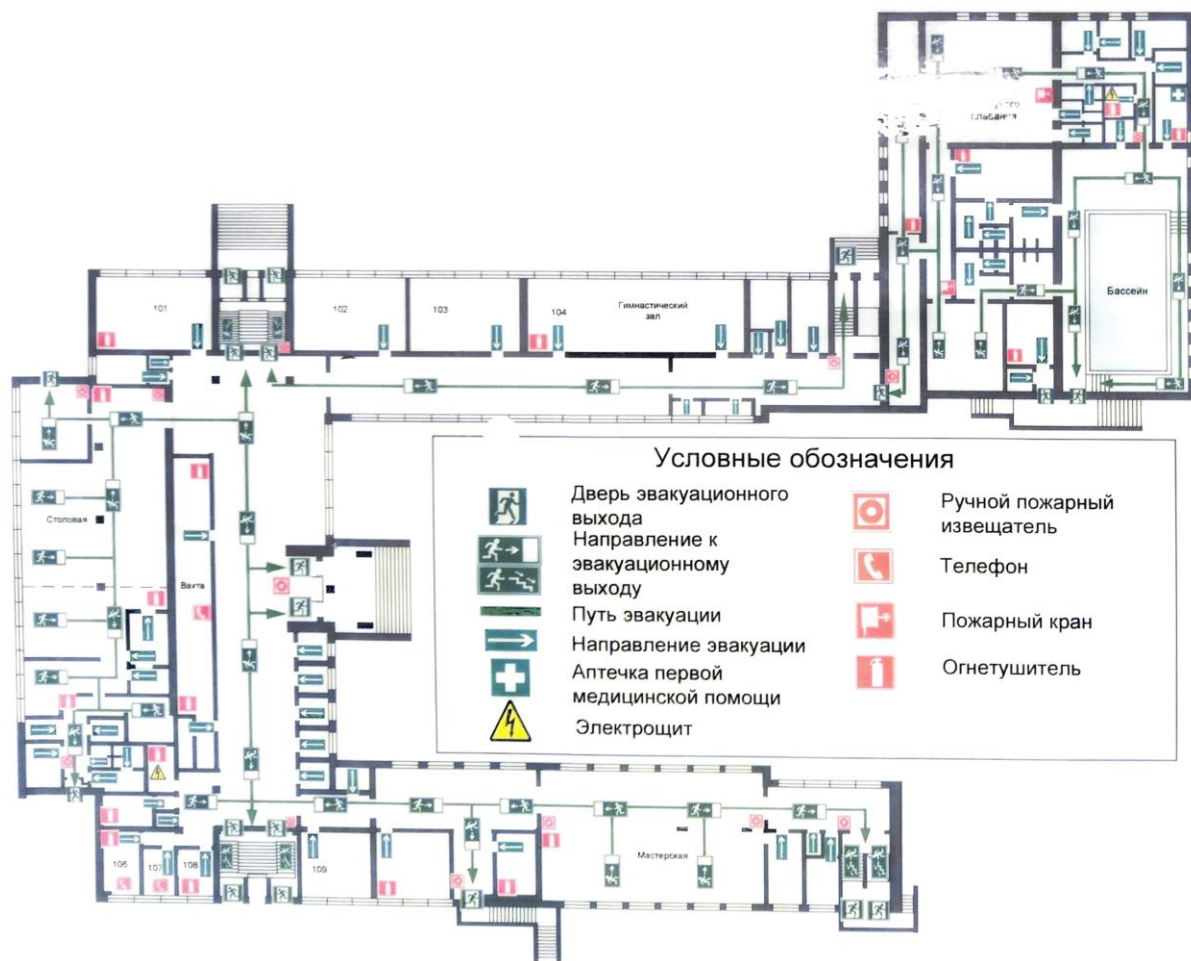 ного
плавания
101
102
103
104
Гимнастический
зал
Бассейн
Столовая
Вахта
Условные обозначения
Дверь эвакуационного
выхода
Направление к
эвакуационному
выходу
Путь эвакуации
Направление эвакуации
Аптечка первой
медицинской помощи
Электрощит
Ручной пожарный
извещатель
Телефон
Пожарный кран
Огнетушитель
106
107
108
109
Мастерская